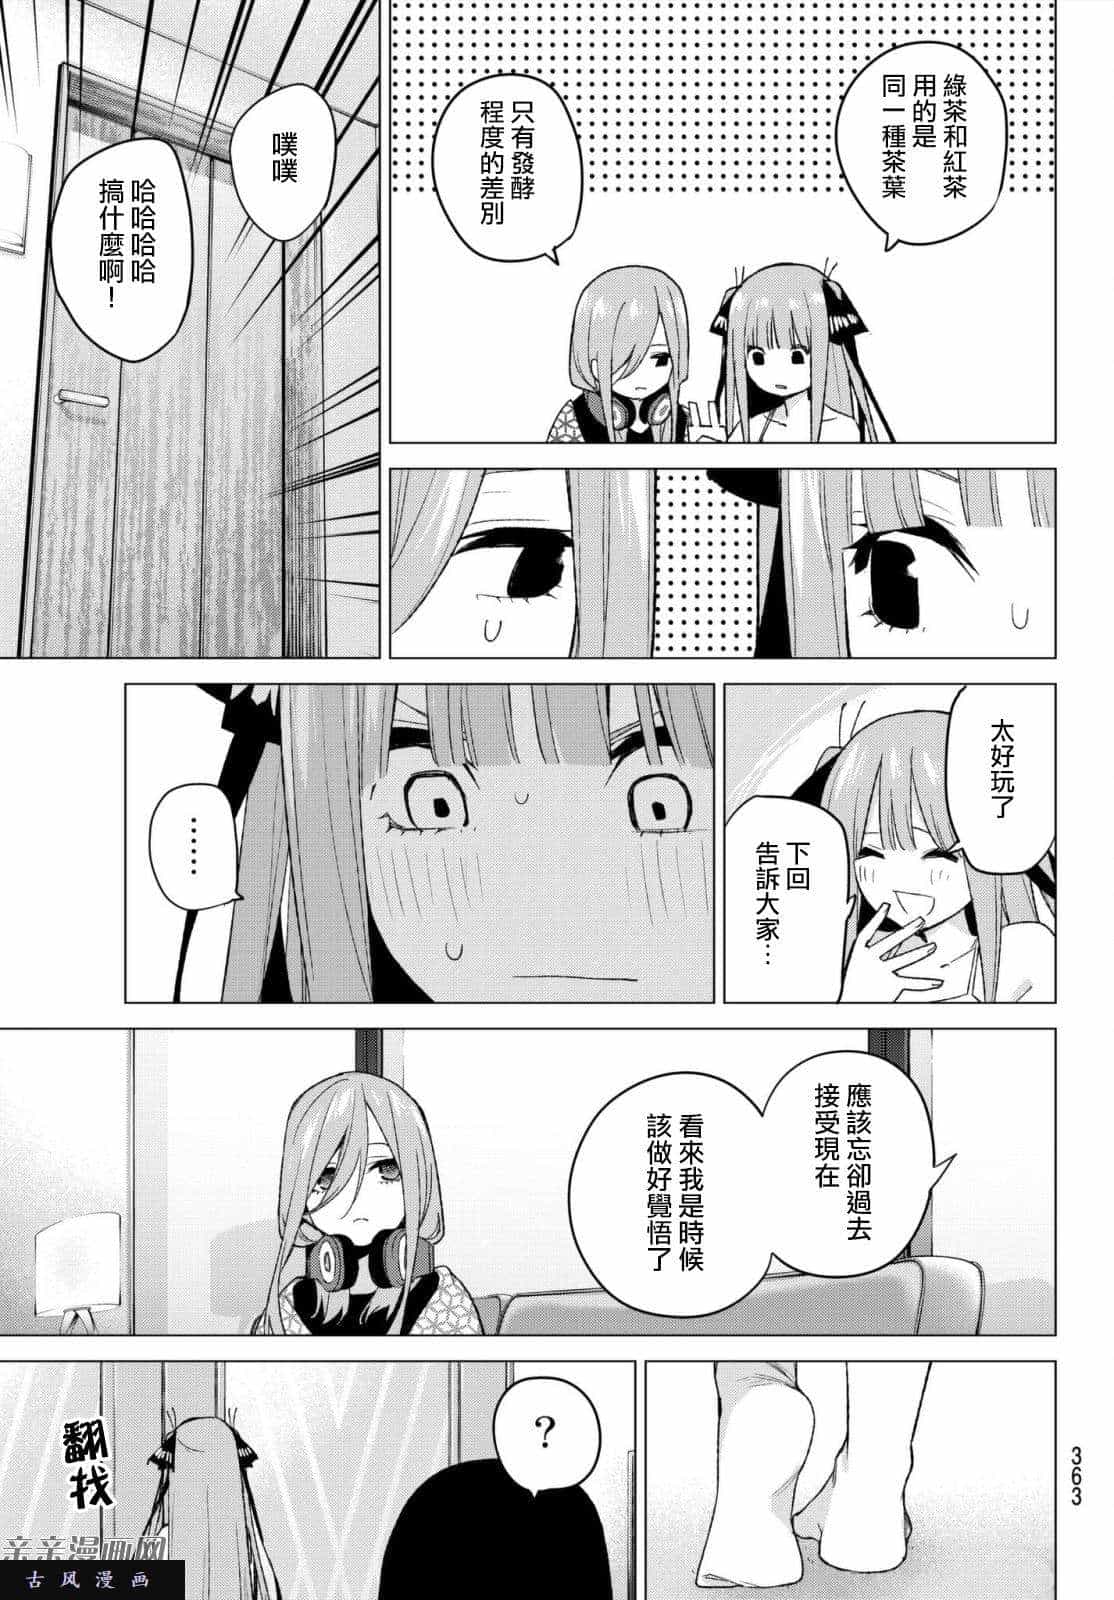 綠茶和紅茶
用的是
同一種茶葉
只有發酵
程度的差別
噗噗
哈哈哈哈
搞什麼啊！
太好玩了
下回
告訴大家…
……
應該忘卻過去
接受現在
看來我是時候
該做好覺悟了
？
翻找
363
亲亲漫画网
古风漫画